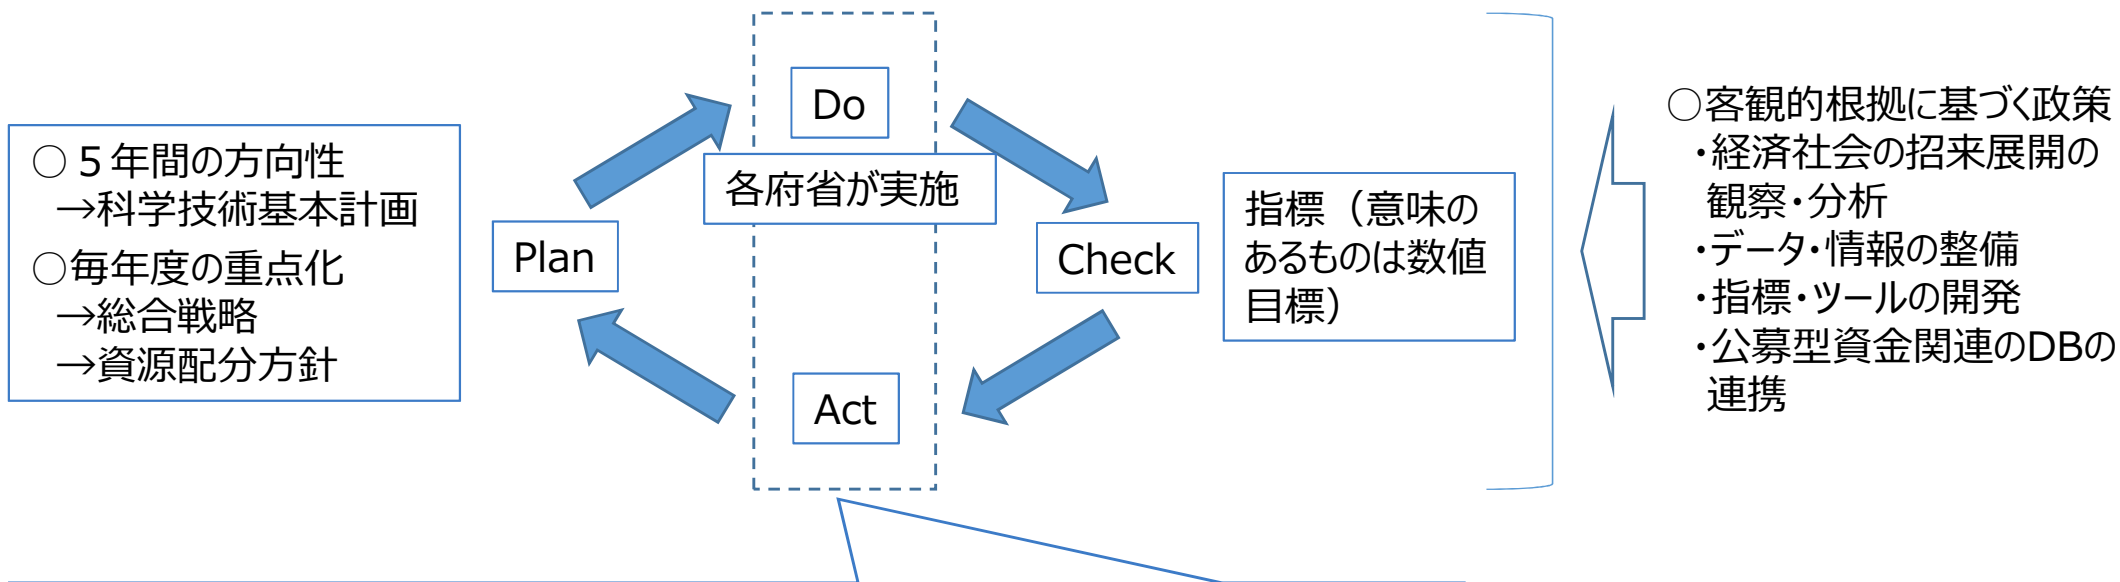 ○５年間の方向性
→科学技術基本計画
○毎年度の重点化
→総合戦略
→資源配分方針
Plan
Do
各府省が実施
Check
Act
指標（意味の
あるものは数値
目標）
○客観的根拠に基づく政策
・経済社会の招来展開の
観察・分析
・データ・情報の整備
・指標・ツールの開発
・公募型資金関連のDBの
連携